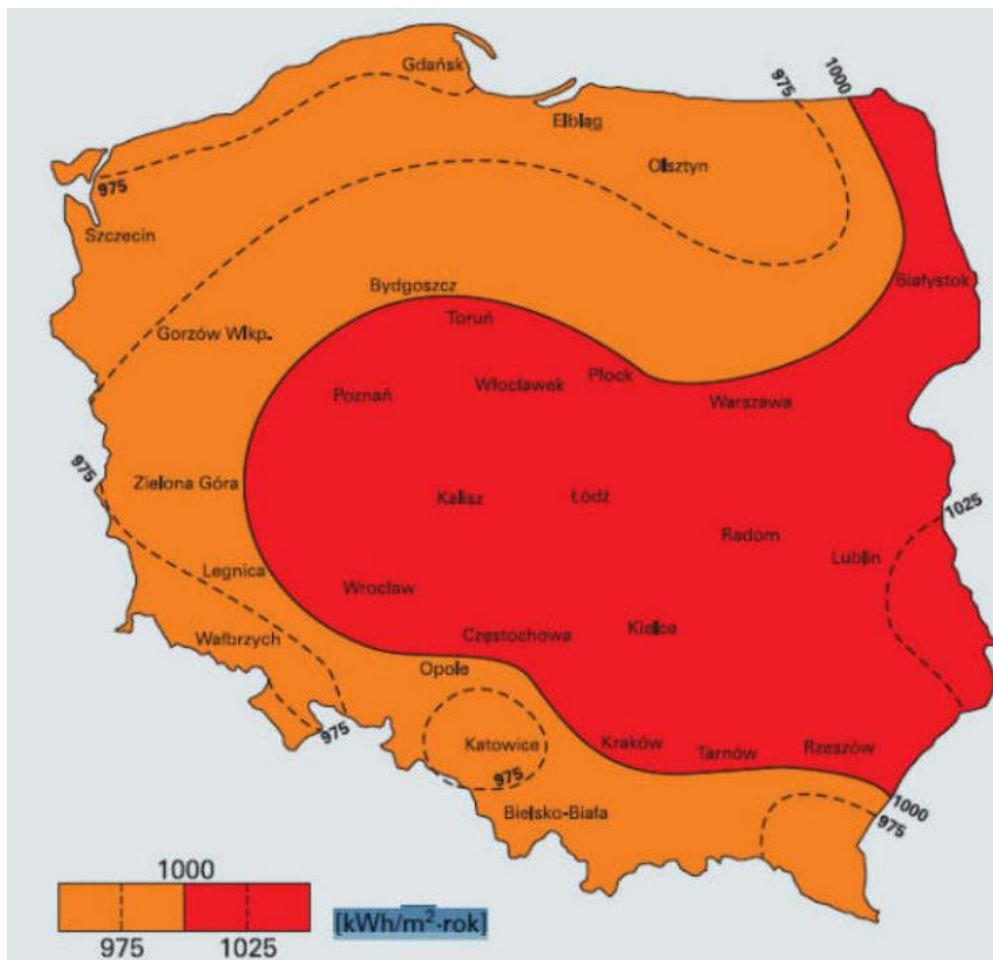 Gdańsk
975
1000
Elbląg
Olsztyn
975
Szczecin
Białystok
Bydgoszcz
Toruń
Gorzów Wlkp.
Płock
Włocławek
Poznań
Warszawa
975
Zielona Góra
Kalisz
Łódź
1025
Radom
Lublin
Legnica
Wrocław
Kielce
Częstochowa
Wałbrzych
Opole
975
Katowice
975
Kraków
Tarnów
Rzeszów
1000
975
Bielsko-Biała
1000
975
1025
[kWh/m²·rok]